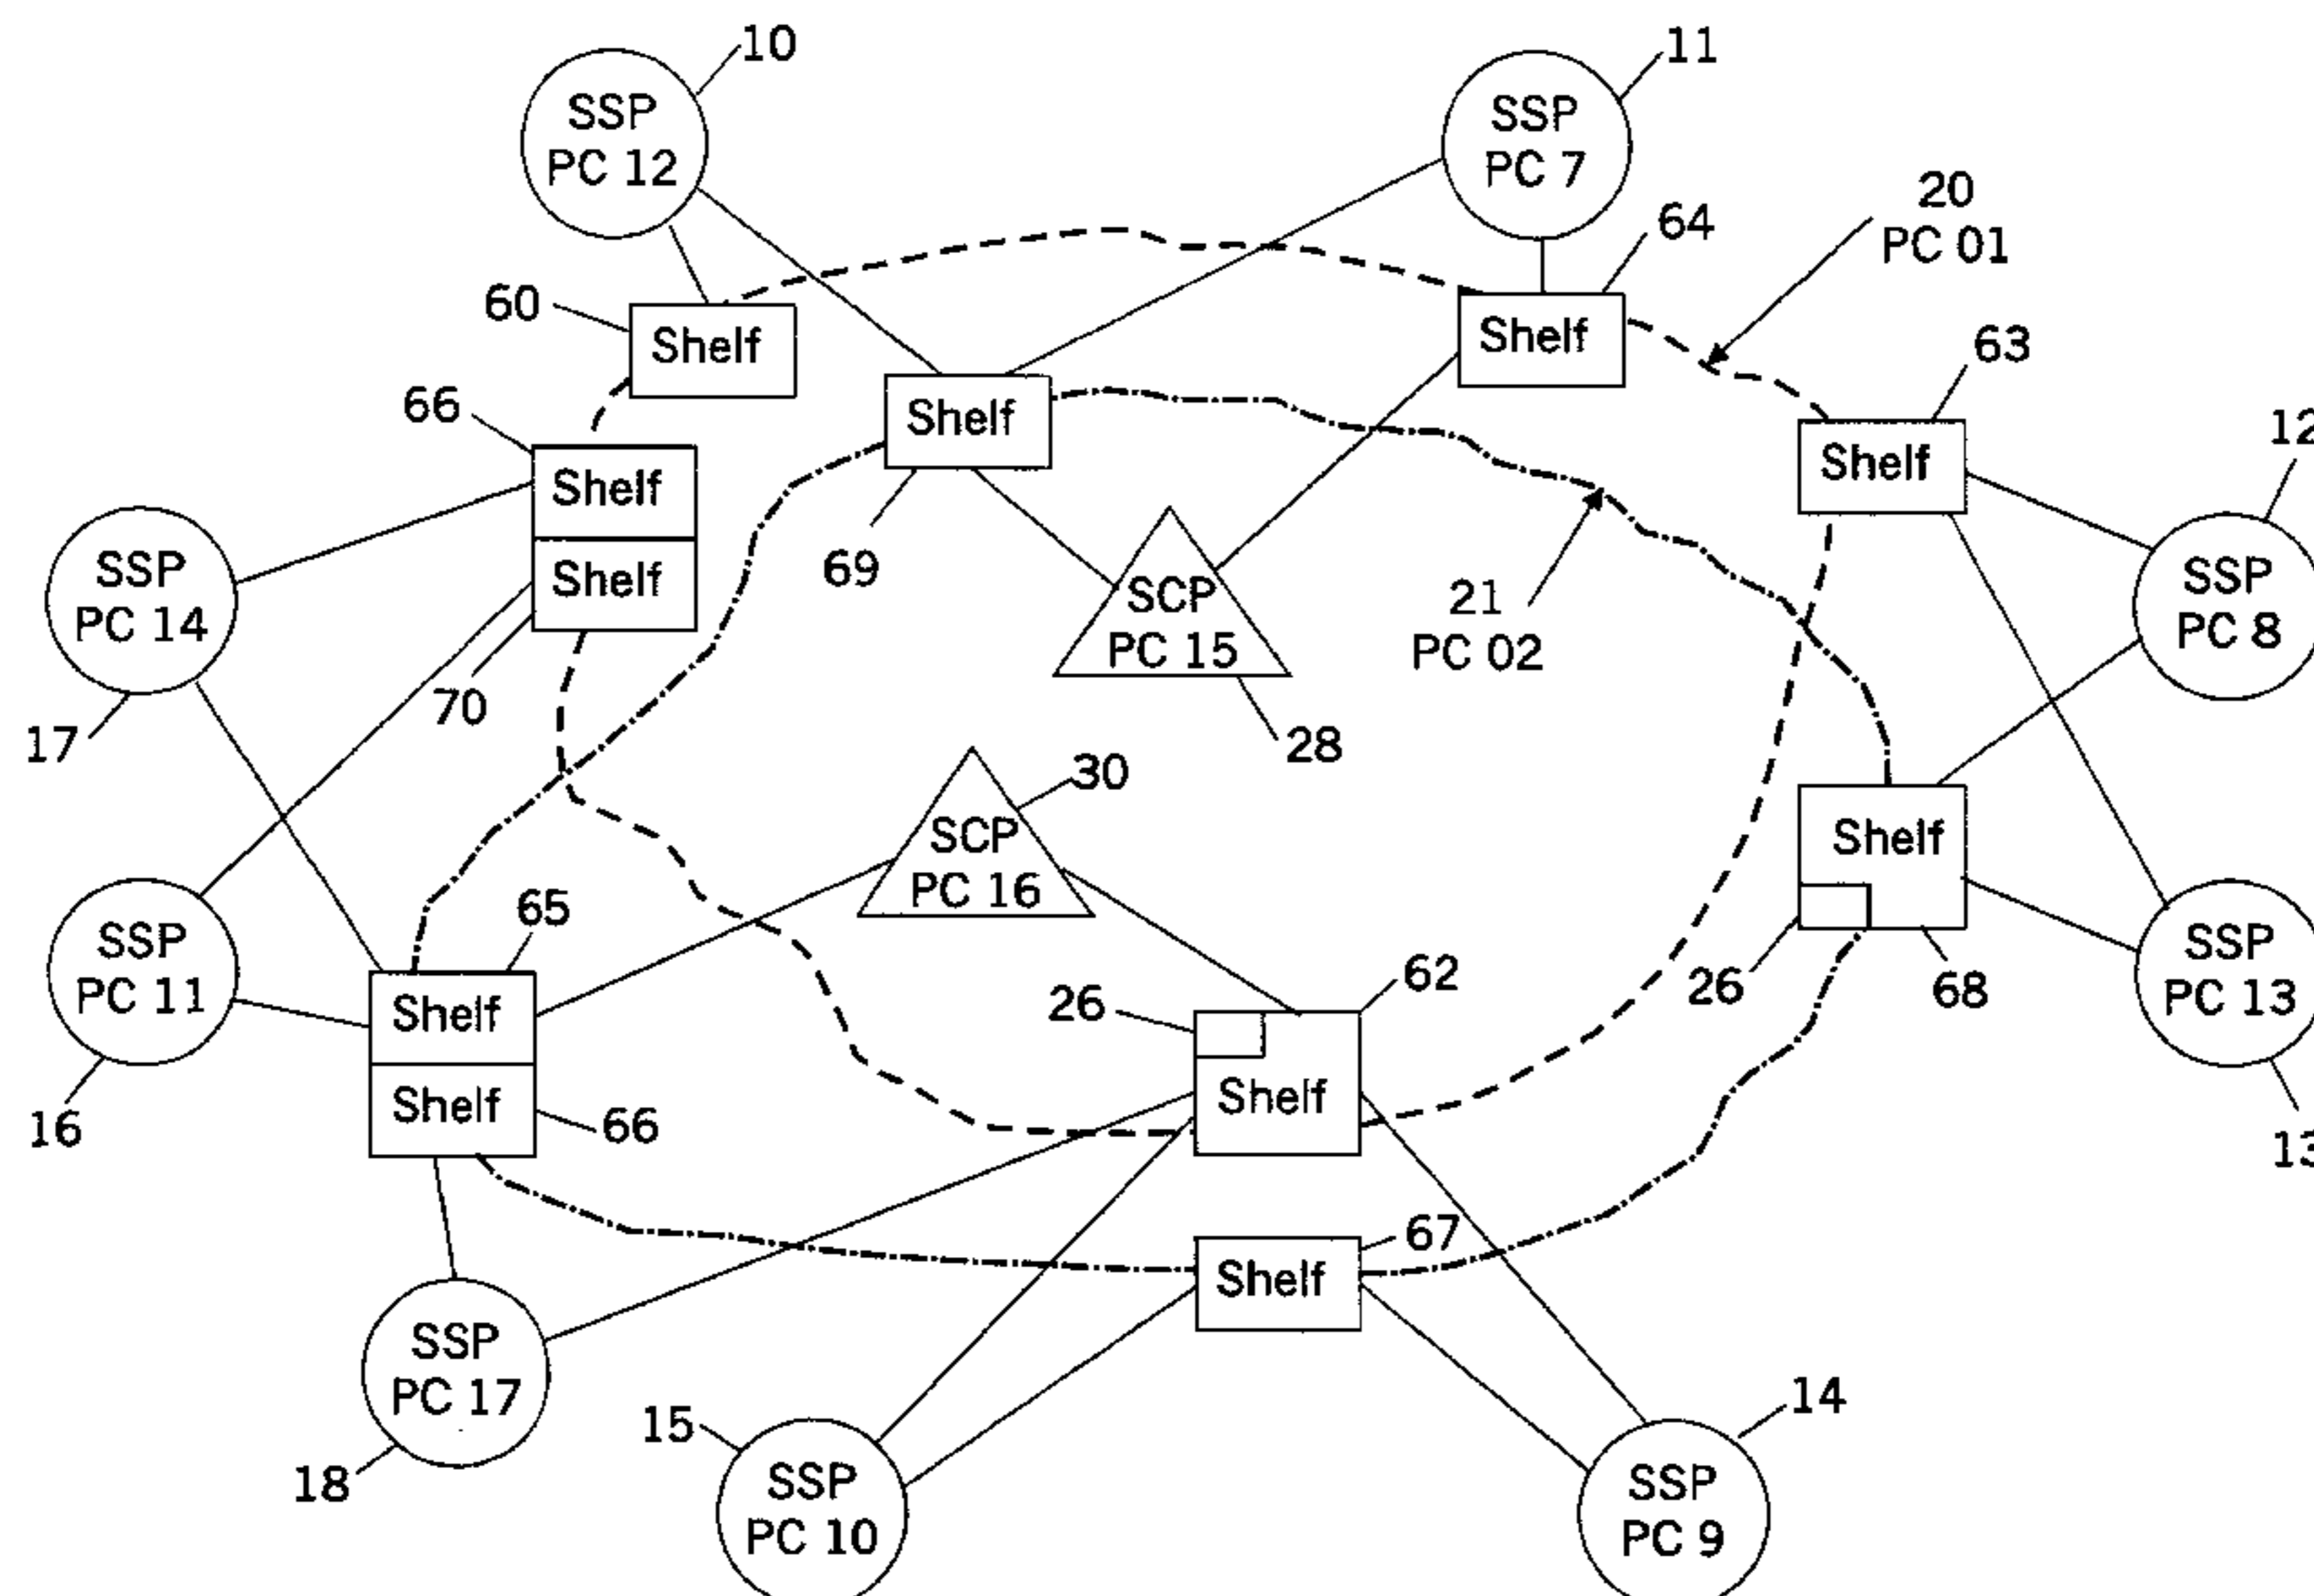 10
SSP
PC 12
11
SSP
PC 7
20
PC 01
64
60
Shelf
Shelf
63
66
Shelf
Shelf
12
Shelf
Shelf
69
SSP
PC 14
SCP
PC 15
21
PC 02
SSP
PC 8
70
17
28
30
SCP
PC 16
Shelf
65
SSP
PC 11
Shelf
26
62
26
68
SSP
PC 13
Shelf
66
Shelf
16
13
67
Shelf
SSP
PC 17
14
15
18
SSP
PC 10
SSP
PC 9